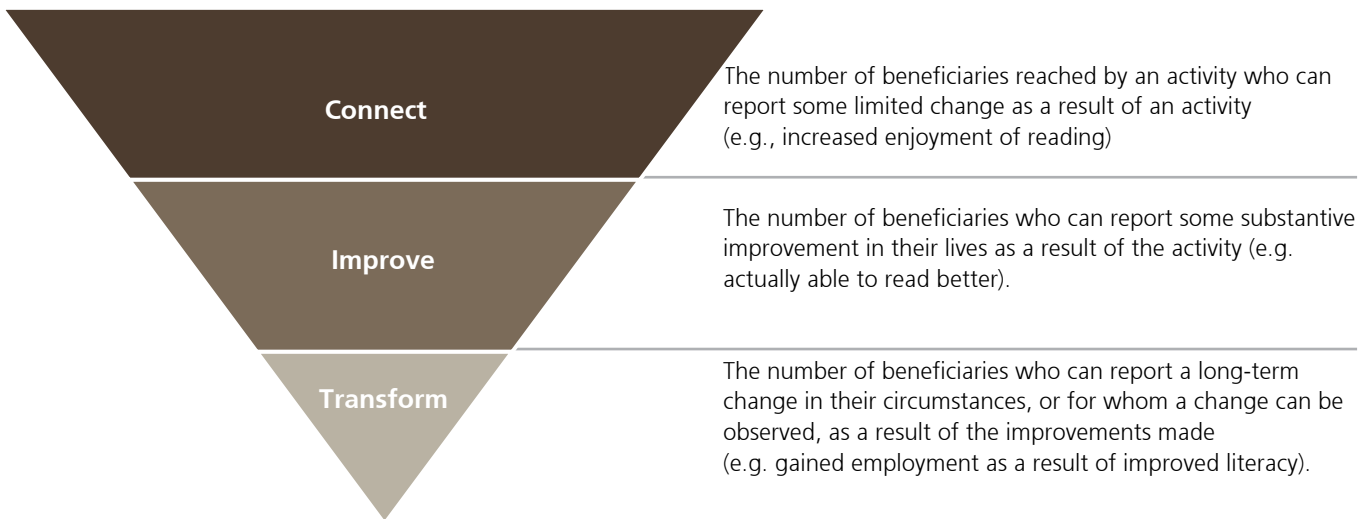 Connect
The number of beneficiaries reached by an activity who can
report some limited change as a result of an activity
(e.g., increased enjoyment of reading)
Improve
The number of beneficiaries who can report some substantive
improvement in their lives as a result of the activity (e.g.
actually able to read better).
Transform
The number of beneficiaries who can report a long-term
change in their circumstances, or for whom a change can be
observed, as a result of the improvements made
(e.g. gained employment as a result of improved literacy).